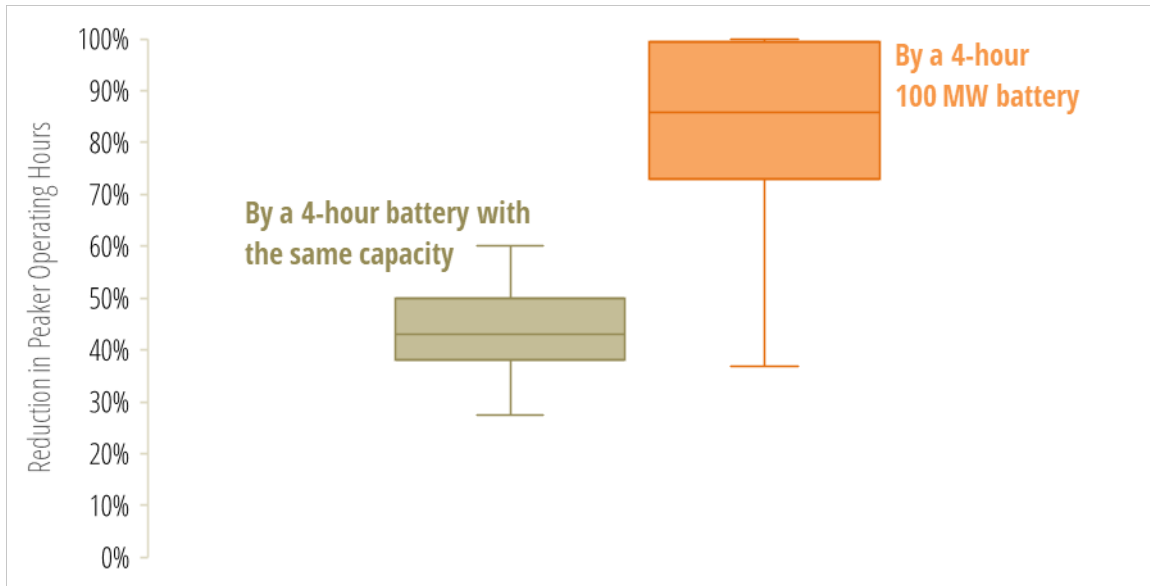 Reduction in Peaker Operating Hours
100%
90%
80%
70%
60%
50%
40%
30%
20%
10%
0%
By a 4-hour battery with
the same capacity
By a 4-hour
100 MW battery